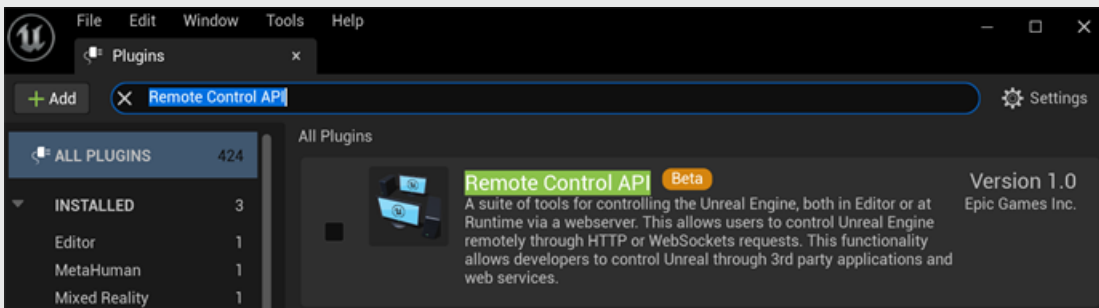 File Edit Window Tools Help
Plugins
Add
Remote Control API
Settings
ALL PLUGINS 424
INSTALLED 3
Editor 1
MetaHuman 1
Mixed Reality 1
All Plugins
Remote Control API Beta
A suite of tools for controlling the Unreal Engine, both in Editor or at
Runtime via a webserver. This allows users to control Unreal Engine
remotely through HTTP or WebSockets requests. This functionality
allows developers to control Unreal through 3rd party applications and
web services.
Version 1.0
Epic Games Inc.